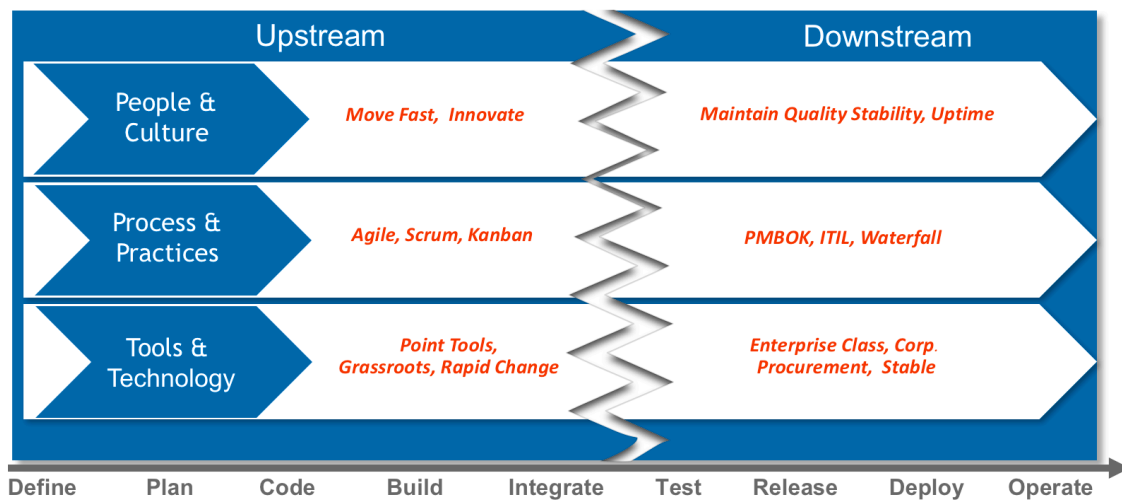 Upstream
Downstream
People &
Culture
Move Fast,  Innovate
Maintain Quality Stability, Uptime
Process &
Practices
Agile, Scrum, Kanban
PMBOK, ITIL, Waterfall
Tools &
Technology
Point Tools,
Grassroots, Rapid Change
Enterprise Class, Corp.
Procurement,  Stable
Define Plan Code Build Integrate Test Release Deploy Operate